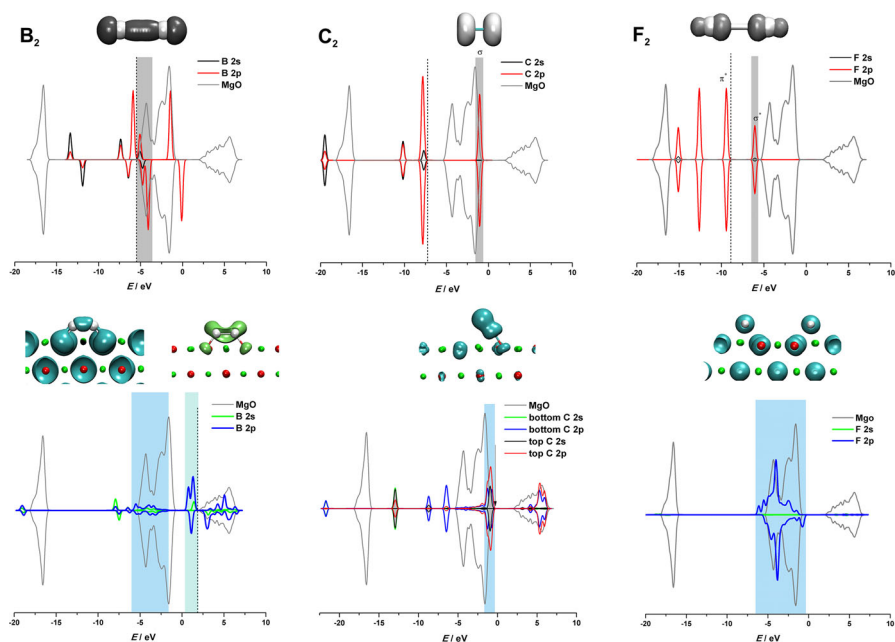 B2
C2
F2
σ
B 2s
B 2p
MgO
C 2s
C 2p
MgO
π*
σ*
F 2s
F 2p
MgO
-20 -15 -10 -5 0 5 10
E / eV
-20 -15 -10 -5 0 5 10
E / eV
-20 -15 -10 -5 0 5 10
E / eV
MgO
B 2s
B 2p
MgO
bottom C 2s
bottom C 2p
top C 2s
top C 2p
Mgo
F 2s
F 2p
-20 -15 -10 -5 0 5 10
E / eV
-20 -15 -10 -5 0 5 10
E / eV
-20 -15 -10 -5 0 5 10
E / eV